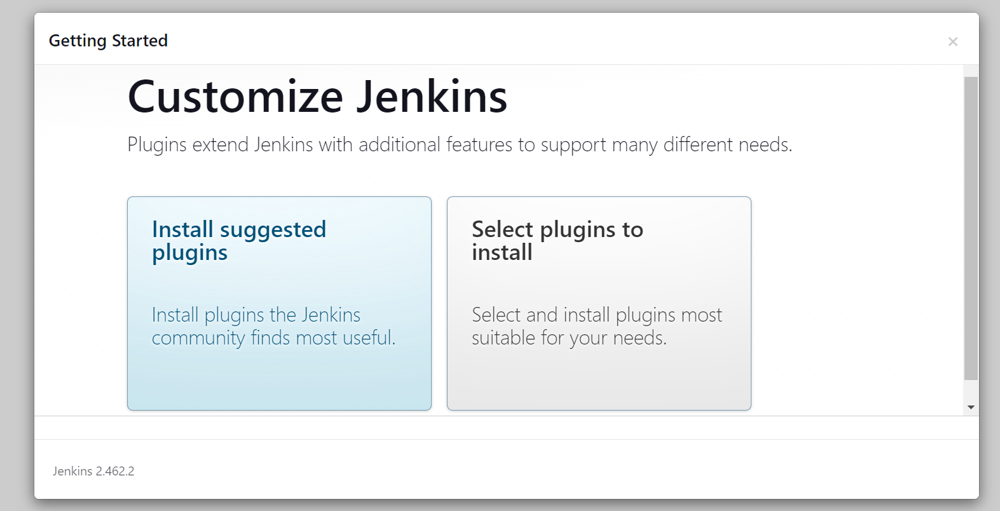 Getting Started
×
Customize Jenkins
Plugins extend Jenkins with additional features to support many different needs.
Install suggested
plugins
Install plugins the Jenkins
community finds most useful.
Select plugins to
install
Select and install plugins most
suitable for your needs.
Jenkins 2.462.2